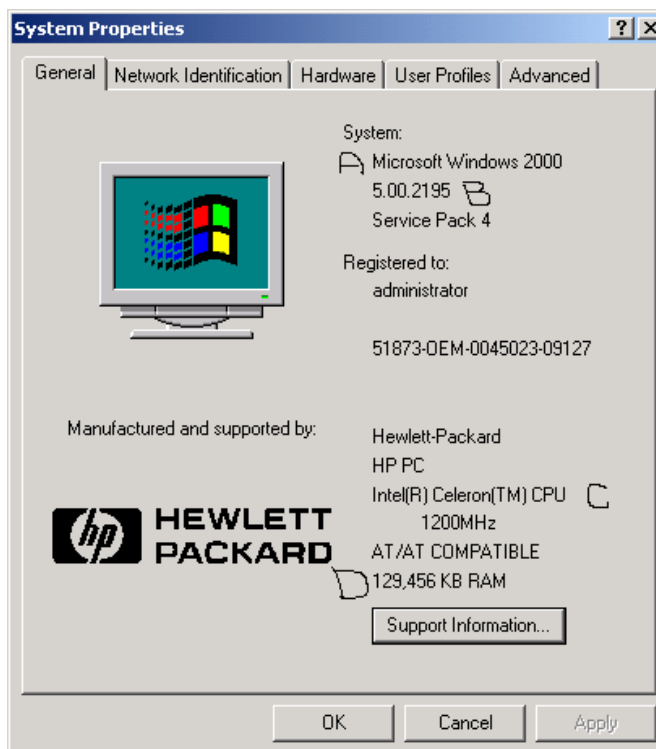 System Properties
General Network Identification Hardware User Profiles Advanced
System:
A Microsoft Windows 2000
5.00.2195 B
Service Pack 4
Registered to:
administrator
51873-OEM-0045023-09127
Manufactured and supported by:
Hewlett-Packard
HP PC
Intel(R) Celeron(TM) CPU C
1200MHz
AT/AT COMPATIBLE
D 129,456 KB RAM
hp HEWLETT
PACKARD
Support Information...
OK Cancel Apply